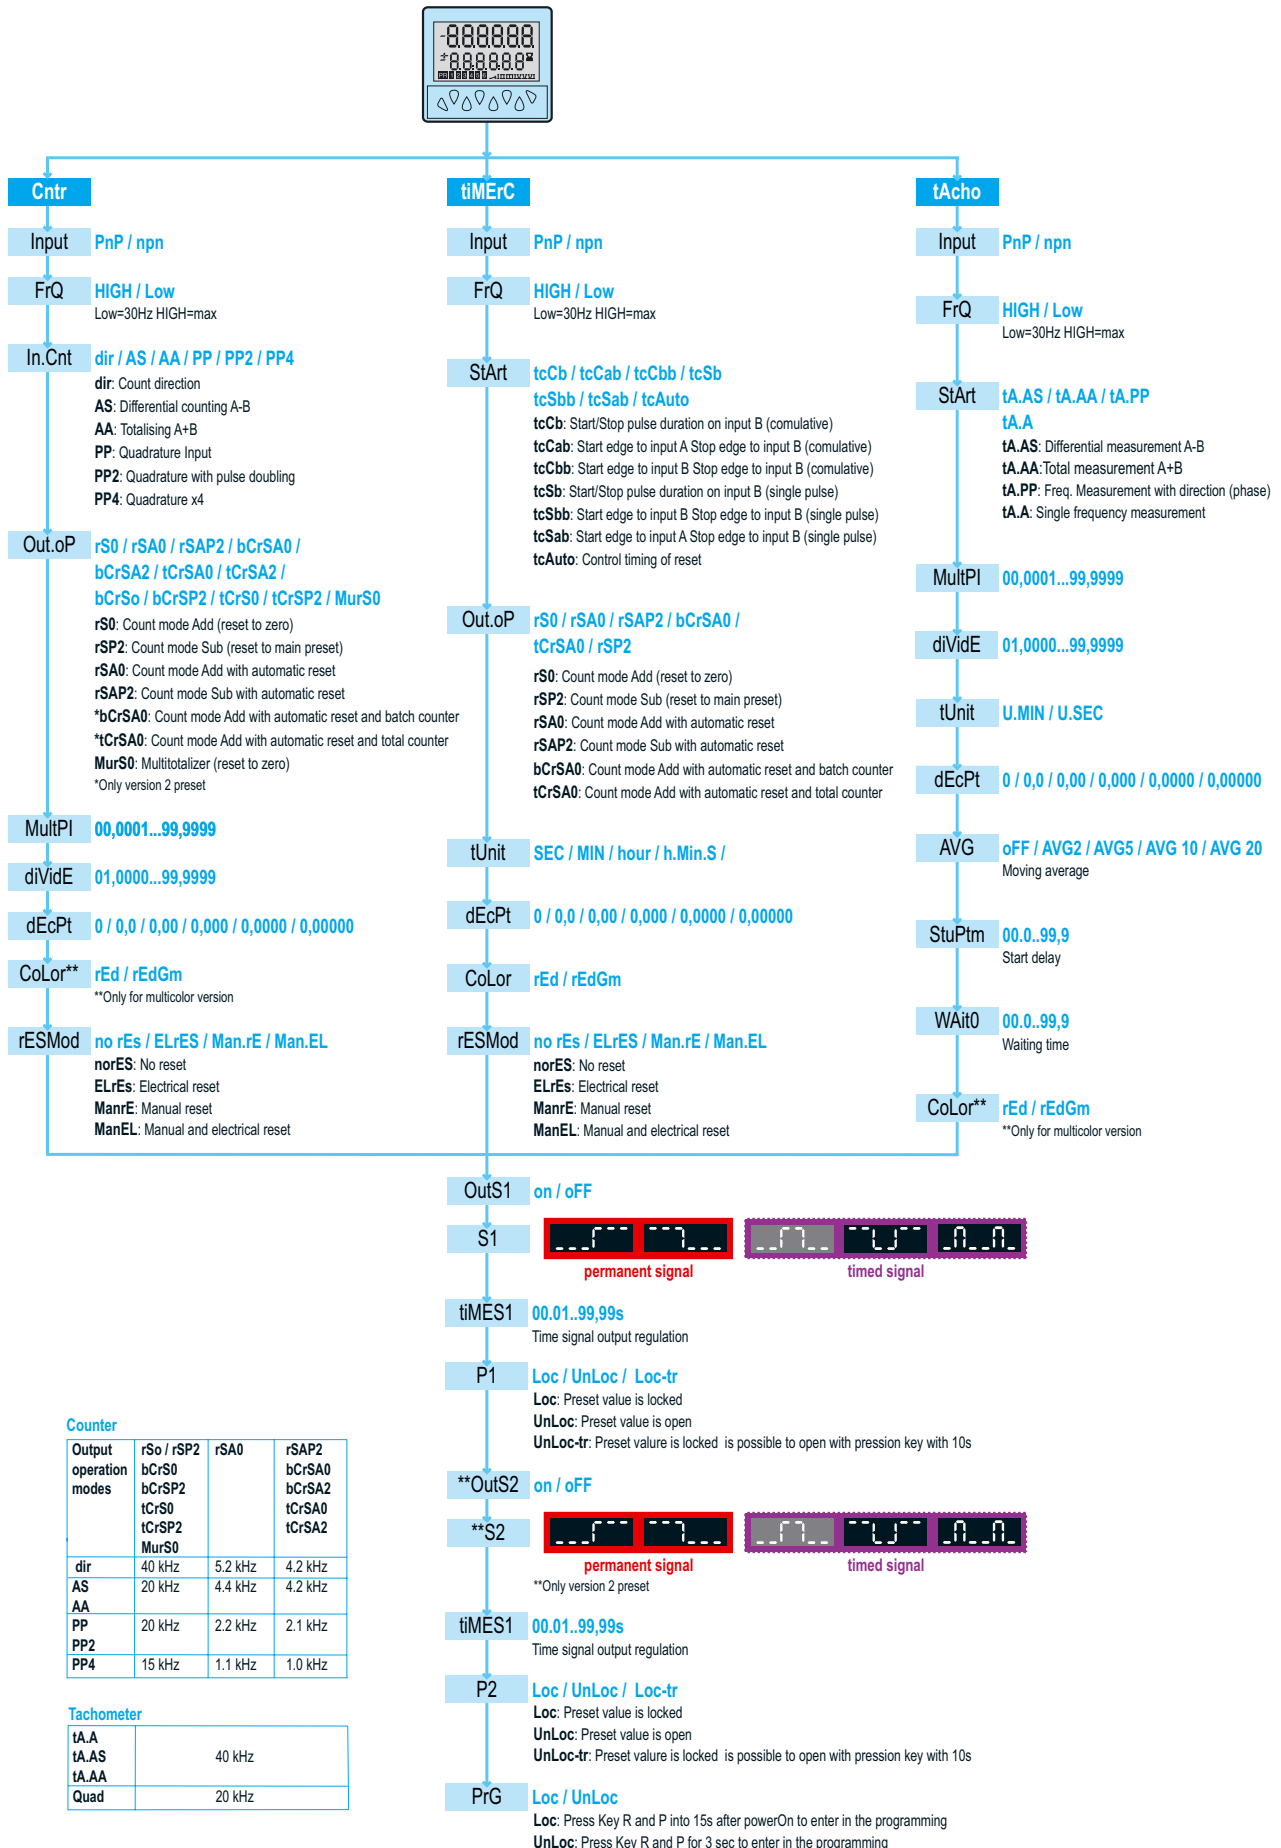 -8.8.8.8.8.8
±8.8.8.8.8
PR 1 2 3 4 5 6
Cntr
Input PnP / npn
FrQ HIGH / Low
Low=30Hz HIGH=max
In.Cnt dir / AS / AA / PP / PP2 / PP4
dir: Count direction
AS: Differential counting A-B
AA: Totalising A+B
PP: Quadrature Input
PP2: Quadrature with pulse doubling
PP4: Quadrature x4
Out.oP rS0 / rSA0 / rSAP2 / bCrSA0 /
bCrSA2 / tCrSA0 / tCrSA2 /
bCrSo / bCrSP2 / tCrS0 / tCrSP2 / MurS0
rS0: Count mode Add (reset to zero)
rSP2: Count mode Sub (reset to main preset)
rSA0: Count mode Add with automatic reset
rSAP2: Count mode Sub with automatic reset
*bCrSA0: Count mode Add with automatic reset and batch counter
*tCrSA0: Count mode Add with automatic reset and total counter
MurS0: Multitotalizer (reset to zero)
*Only version 2 preset
MultPl 00,0001...99,9999
diVidE 01,0000...99,9999
dEcPt 0 / 0,0 / 0,00 / 0,000 / 0,0000 / 0,00000
CoLor** rEd / rEdGm
**Only for multicolor version
rESMod no rEs / ELrES / Man.rE / Man.EL
norES: No reset
ELrEs: Electrical reset
ManrE: Manual reset
ManEL: Manual and electrical reset
tiMErC
Input PnP / npn
FrQ HIGH / Low
Low=30Hz HIGH=max
StArt tcCb / tcCab / tcCbb / tcSb
tcSbb / tcSab / tcAuto
tcCb: Start/Stop pulse duration on input B (comulative)
tcCab: Start edge to input A Stop edge to input B (comulative)
tcCbb: Start edge to input B Stop edge to input B (comulative)
tcSb: Start/Stop pulse duration on input B (single pulse)
tcSbb: Start edge to input B Stop edge to input B (single pulse)
tcSab: Start edge to input A Stop edge to input B (single pulse)
tcAuto: Control timing of reset
Out.oP rS0 / rSA0 / rSAP2 / bCrSA0 /
tCrSA0 / rSP2
rS0: Count mode Add (reset to zero)
rSP2: Count mode Sub (reset to main preset)
rSA0: Count mode Add with automatic reset
rSAP2: Count mode Sub with automatic reset
bCrSA0: Count mode Add with automatic reset and batch counter
tCrSA0: Count mode Add with automatic reset and total counter
tUnit SEC / MIN / hour / h.Min.S /
dEcPt 0 / 0,0 / 0,00 / 0,000 / 0,0000 / 0,00000
CoLor rEd / rEdGm
rESMod no rEs / ELrES / Man.rE / Man.EL
norES: No reset
ELrEs: Electrical reset
ManrE: Manual reset
ManEL: Manual and electrical reset
tAcho
Input PnP / npn
FrQ HIGH / Low
Low=30Hz HIGH=max
StArt tA.AS / tA.AA / tA.PP
tA.A
tA.AS: Differential measurement A-B
tA.AA:Total measurement A+B
tA.PP: Freq. Measurement with direction (phase)
tA.A: Single frequency measurement
MultPl 00,0001...99,9999
diVidE 01,0000...99,9999
tUnit U.MIN / U.SEC
dEcPt 0 / 0,0 / 0,00 / 0,000 / 0,0000 / 0,00000
AVG oFF / AVG2 / AVG5 / AVG 10 / AVG 20
Moving average
StuPtm 00.0..99,9
Start delay
WAit0 00.0..99,9
Waiting time
CoLor** rEd / rEdGm
**Only for multicolor version
OutS1 on / oFF
S1
permanent signal timed signal
tiMES1 00.01..99,99s
Time signal output regulation
P1 Loc / UnLoc / Loc-tr
Loc: Preset value is locked
UnLoc: Preset value is open
UnLoc-tr: Preset valure is locked is possible to open with pression key with 10s
**OutS2 on / oFF
**S2
permanent signal timed signal
**Only version 2 preset
tiMES1 00.01..99,99s
Time signal output regulation
P2 Loc / UnLoc / Loc-tr
Loc: Preset value is locked
UnLoc: Preset value is open
UnLoc-tr: Preset valure is locked is possible to open with pression key with 10s
PrG Loc / UnLoc
Loc: Press Key R and P into 15s after powerOn to enter in the programming
UnLoc: Press Key R and P for 3 sec to enter in the programming
Counter
Output rSo / rSP2 rSA0 rSAP2
operation bCrS0 bCrSA0
modes bCrSP2 bCrSA2
tCrS0 tCrSA0
tCrSP2 tCrSA2
MurS0
dir 40 kHz 5.2 kHz 4.2 kHz
AS 20 kHz 4.4 kHz 4.2 kHz
AA
PP 20 kHz 2.2 kHz 2.1 kHz
PP2
PP4 15 kHz 1.1 kHz 1.0 kHz
Tachometer
tA.A
tA.AS 40 kHz
tA.AA
Quad 20 kHz